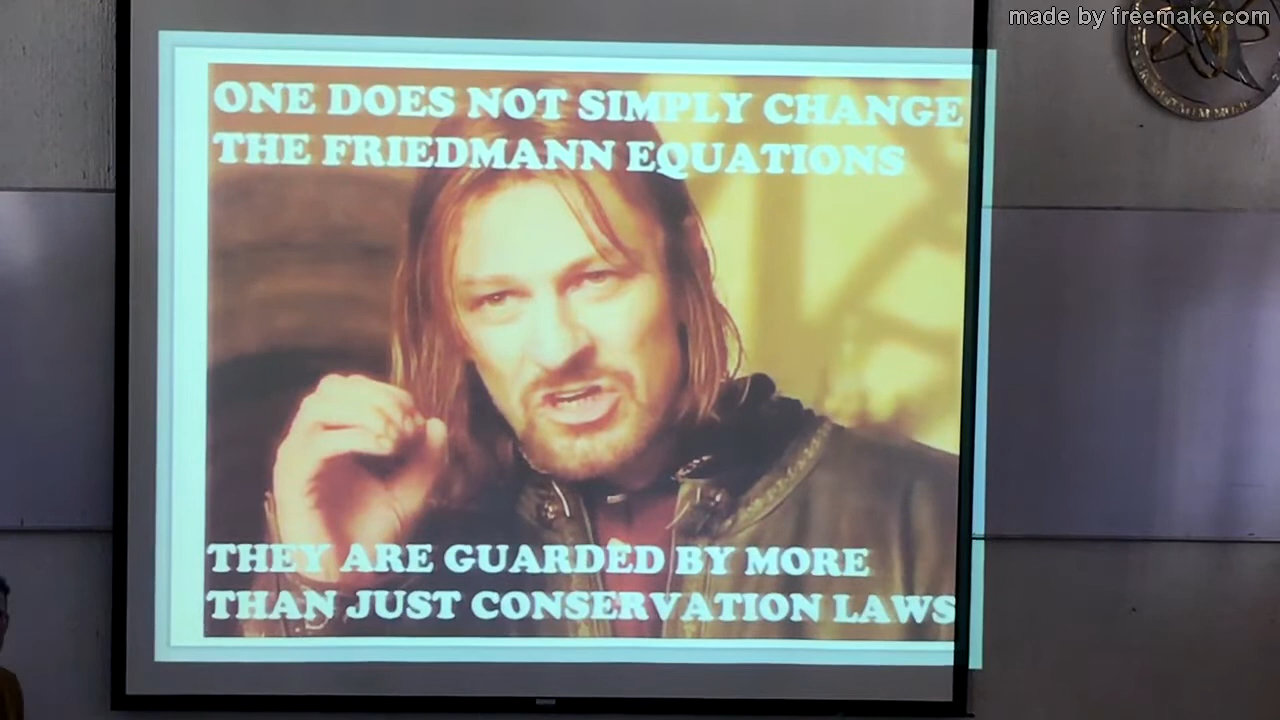 made by freemake.com
ONE DOES NOT SIMPLY CHANGE
THE FRIEDMANN EQUATIONS
THEY ARE GUARDED BY MORE
THAN JUST CONSERVATION LAWS